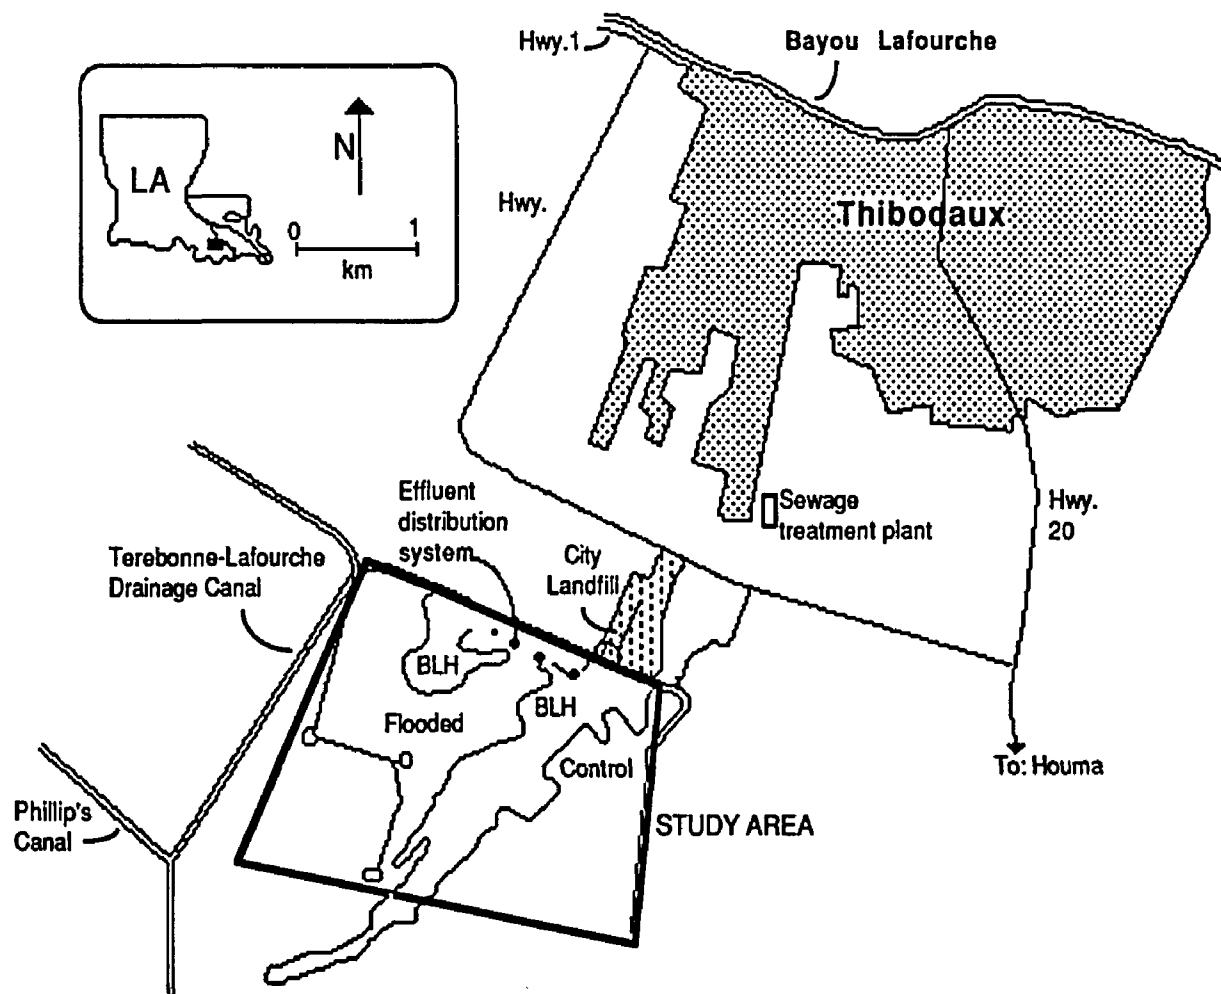 Hwy.1
Bayou Lafourche
LA
N
0
1
km
Hwy.
Thibodaux
Sewage
treatment plant
Hwy.
20
Effluent
distribution
system
City
Landfill
Terebonne-Lafourche
Drainage Canal
BLH
BLH
Flooded
Control
To: Houma
Phillip's
Canal
STUDY AREA